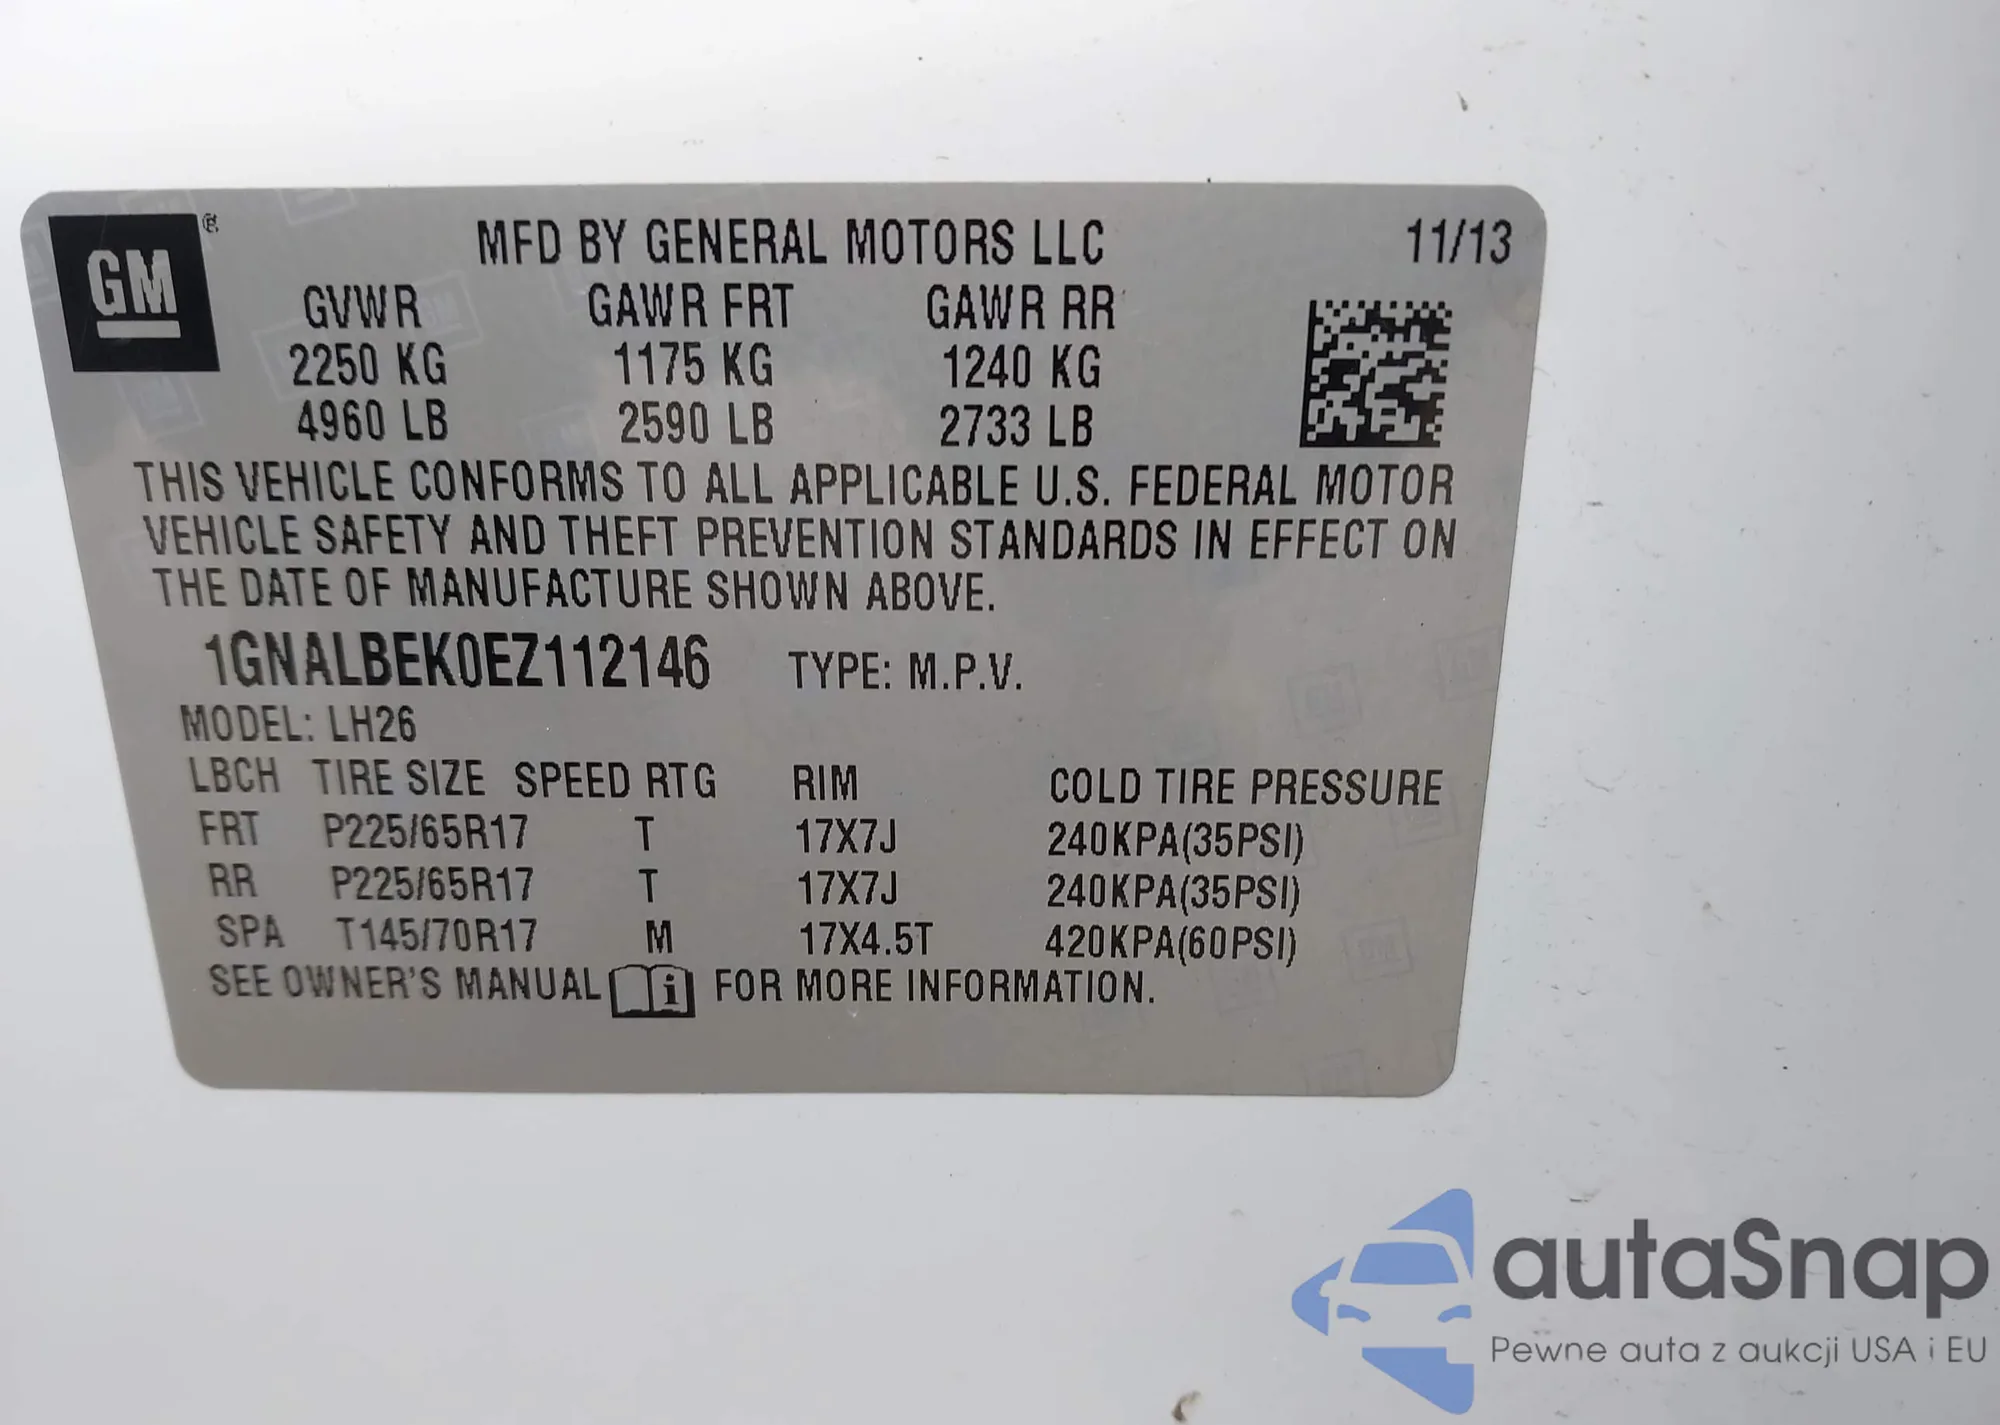 GM ® MFD BY GENERAL MOTORS LLC 11/13
GVWR GAWR FRT GAWR RR
2250 KG 1175 KG 1240 KG
4960 LB 2590 LB 2733 LB
THIS VEHICLE CONFORMS TO ALL APPLICABLE U.S. FEDERAL MOTOR
VEHICLE SAFETY AND THEFT PREVENTION STANDARDS IN EFFECT ON
THE DATE OF MANUFACTURE SHOWN ABOVE.
1GNALBEK0EZ112146 TYPE: M.P.V.
MODEL: LH26
LBCH TIRE SIZE SPEED RTG RIM COLD TIRE PRESSURE
FRT P225/65R17 T 17X7J 240KPA(35PSI)
RR P225/65R17 T 17X7J 240KPA(35PSI)
SPA T145/70R17 M 17X4.5T 420KPA(60PSI)
SEE OWNER'S MANUAL i FOR MORE INFORMATION.
autaSnap
Pewne auta z aukcji USA i EU